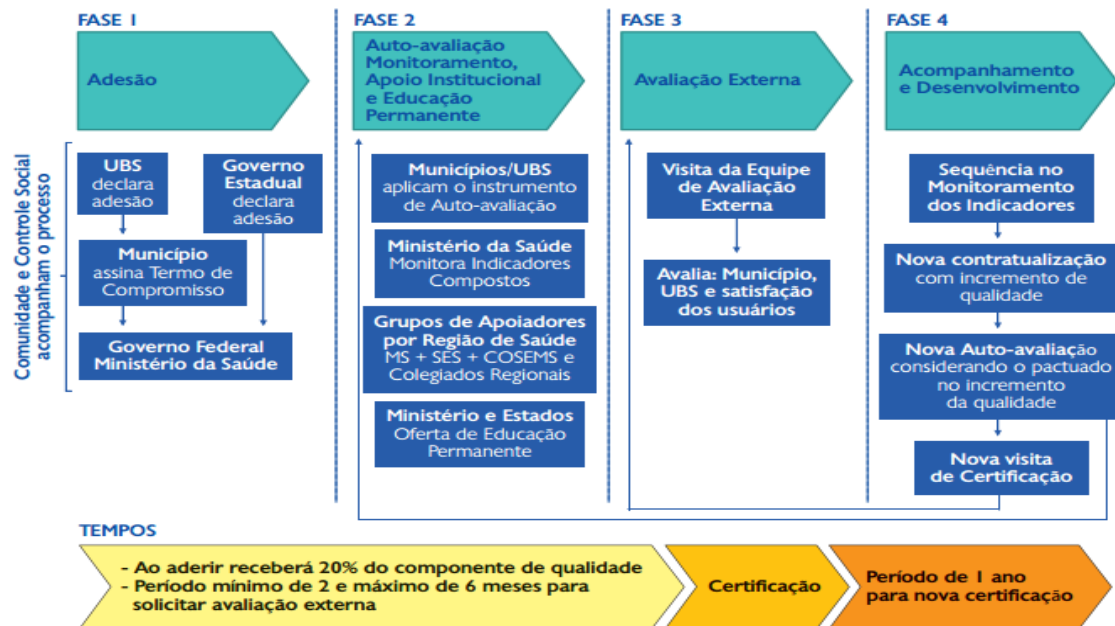 FASE 1
Adesão
Comunidade e Controle Social
acompanham o processo
UBS
declara
adesão
Governo
Estadual
declara
adesão
Município
assina Termo de
Compromisso
Governo Federal
Ministério da Saúde
FASE 2
Auto-avaliação
Monitoramento,
Apoio Institucional
e Educação
Permanente
Municípios/UBS
aplicam o instrumento
de Auto-avaliação
Ministério da Saúde
Monitora Indicadores
Compostos
Grupos de Apoiadores
por Região de Saúde
MS + SES + COSEMS e
Colegiados Regionais
Ministério e Estados
Oferta de Educação
Permanente
FASE 3
Avaliação Externa
Visita da Equipe
de Avaliação
Externa
Avalia: Município,
UBS e satisfação
dos usuários
FASE 4
Acompanhamento
e Desenvolvimento
Sequência no
Monitoramento
dos Indicadores
Nova contratualização
com incremento de
qualidade
Nova Auto-avaliação
considerando o pactuado
no incremento
da qualidade
Nova visita
de Certificação
TEMPOS
- Ao aderir receberá 20% do componente de qualidade
- Período mínimo de 2 e máximo de 6 meses para
solicitar avaliação externa
Certificação
Período de 1 ano
para nova certificação